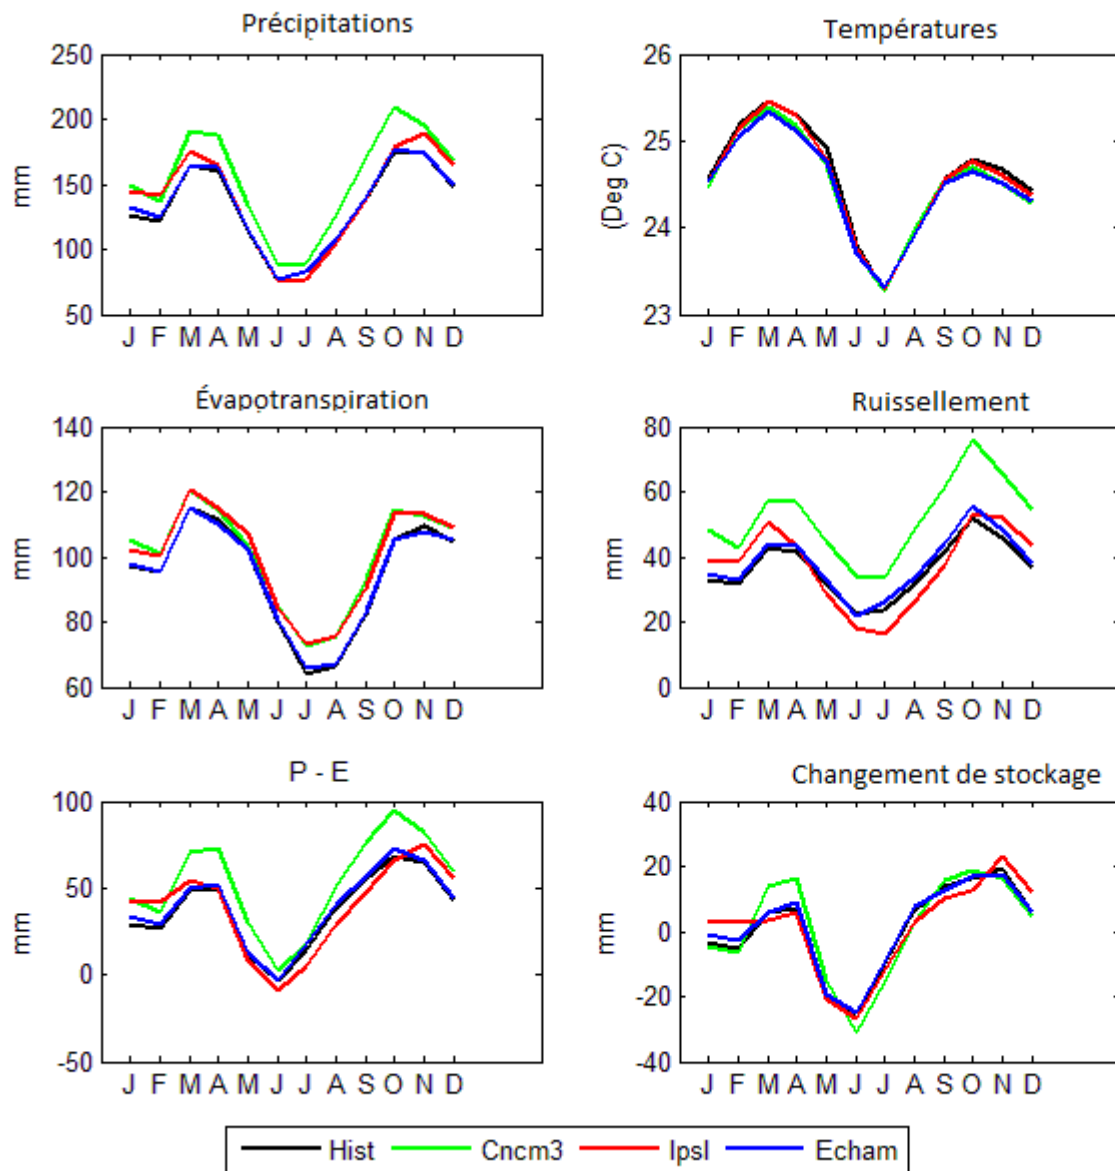 Précipitations
250
200
150
100
50
mm
J F M A M J J A S O N D
Températures
26
25
24
23
(Deg C)
J F M A M J J A S O N D
Évapotranspiration
140
120
100
80
60
mm
J F M A M J J A S O N D
Ruissellement
80
60
40
20
0
mm
J F M A M J J A S O N D
P - E
100
50
0
-50
mm
J F M A M J J A S O N D
Changement de stockage
40
20
0
-20
-40
mm
J F M A M J J A S O N D
Hist Cncm3 Ipsl Echam